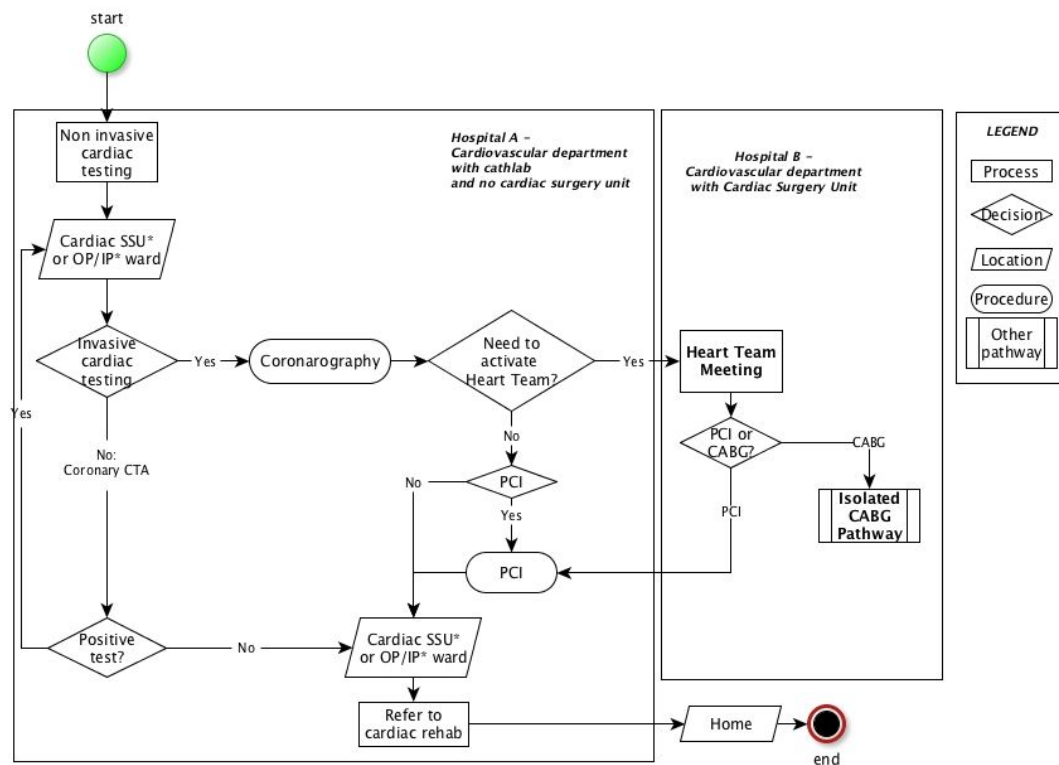 start
Non invasive
cardiac
testing
Hospital A –
Cardiovascular department
with cathlab
and no cardiac surgery unit
Hospital B –
Cardiovascular department
with Cardiac Surgery Unit
LEGEND
Process
Decision
Location
Procedure
Other
pathway
Cardiac SSU*
or OP/IP* ward
Invasive
cardiac
testing
Yes
Coronarography
Need to
activate
Heart Team?
Yes
Heart Team
Meeting
Yes
No:
Coronary CTA
No
PCI or
CABG?
CABG
No
PCI
Yes
PCI
Isolated
CABG
Pathway
PCI
Positive
test?
No
Cardiac SSU*
or OP/IP* ward
Refer to
cardiac rehab
Home
end